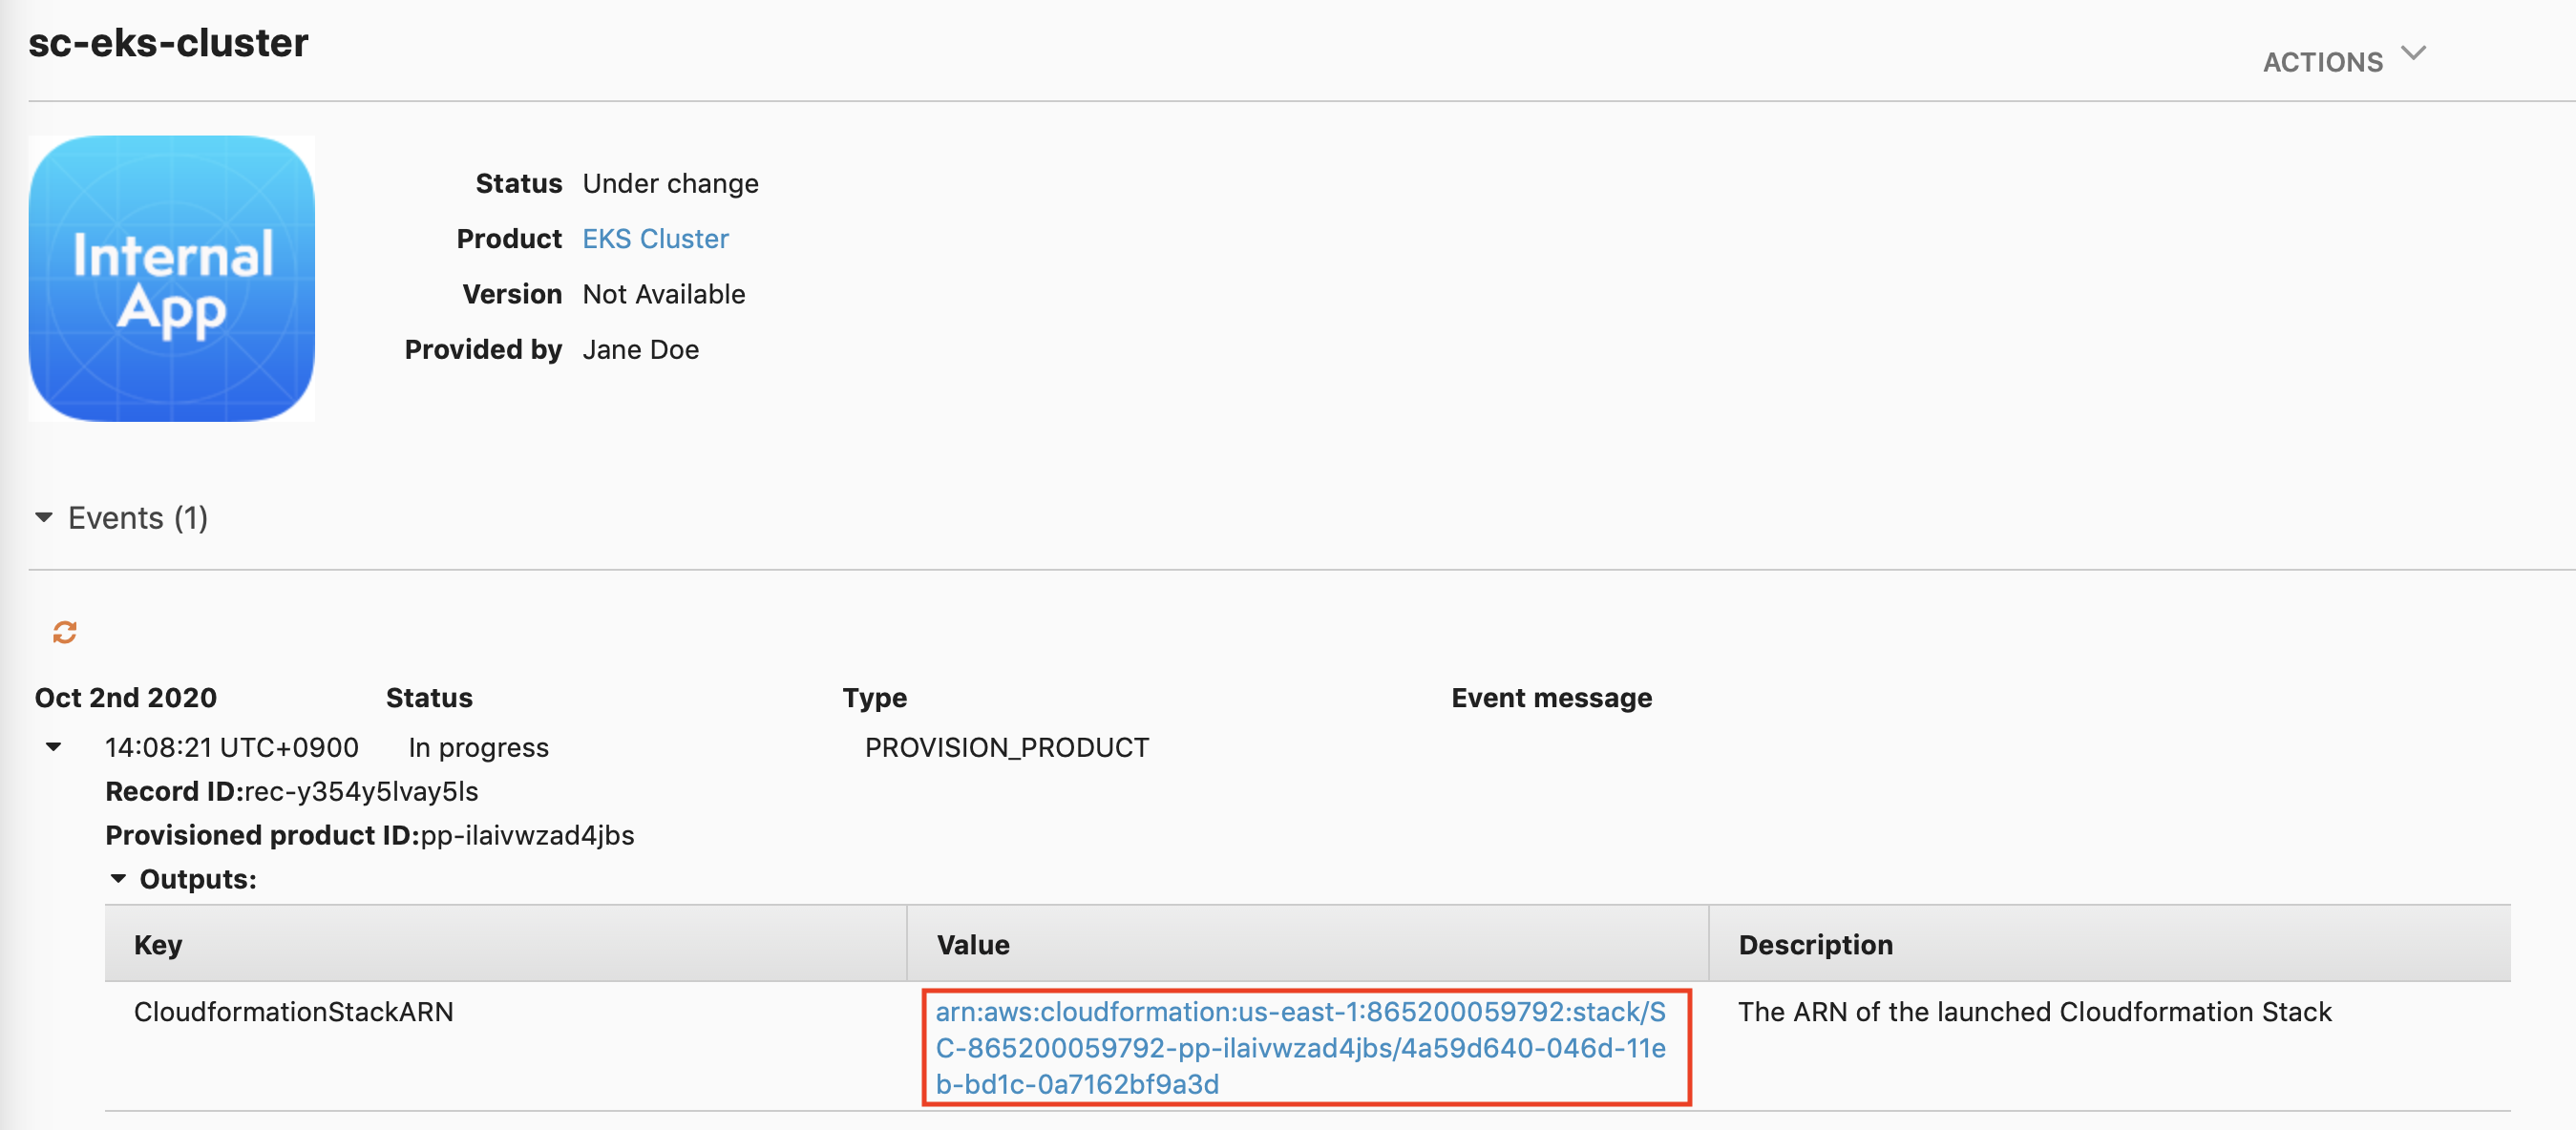 sc-eks-cluster
ACTIONS
Internal
App
Status Under change
Product EKS Cluster
Version Not Available
Provided by Jane Doe
Events (1)
Oct 2nd 2020 Status Type Event message
14:08:21 UTC+0900 In progress PROVISION_PRODUCT
Record ID:rec-y354y5lvay5ls
Provisioned product ID:pp-ilaivwzad4jbs
Outputs:
Key Value Description
CloudformationStackARN arn:aws:cloudformation:us-east-1:865200059792:stack/S The ARN of the launched Cloudformation Stack
C-865200059792-pp-ilaivwzad4jbs/4a59d640-046d-11e
b-bd1c-0a7162bf9a3d